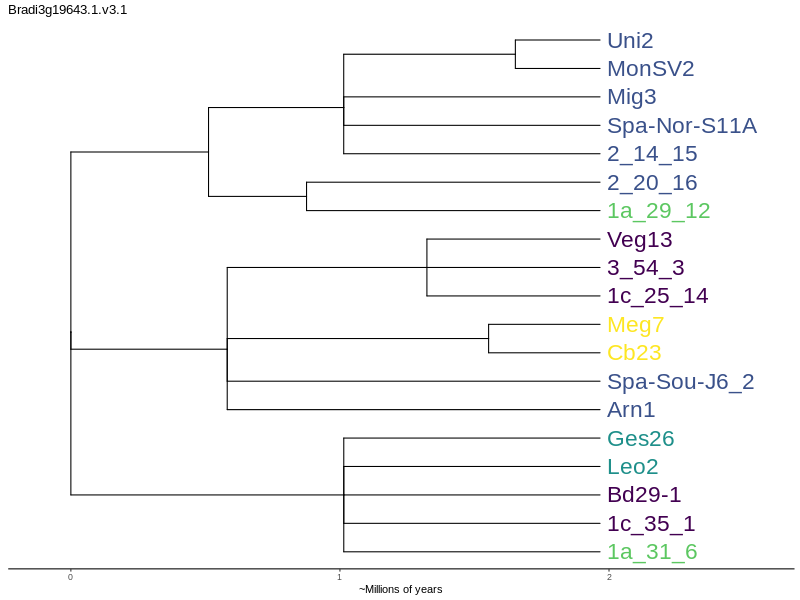 Bradi3g19643.1.v3.1
Uni2
MonSV2
Mig3
Spa-Nor-S11A
2_14_15
2_20_16
1a_29_12
Veg13
3_54_3
1c_25_14
Meg7
Cb23
Spa-Sou-J6_2
Arn1
Ges26
Leo2
Bd29-1
1c_35_1
1a_31_6
0 1 2
~Millions of years